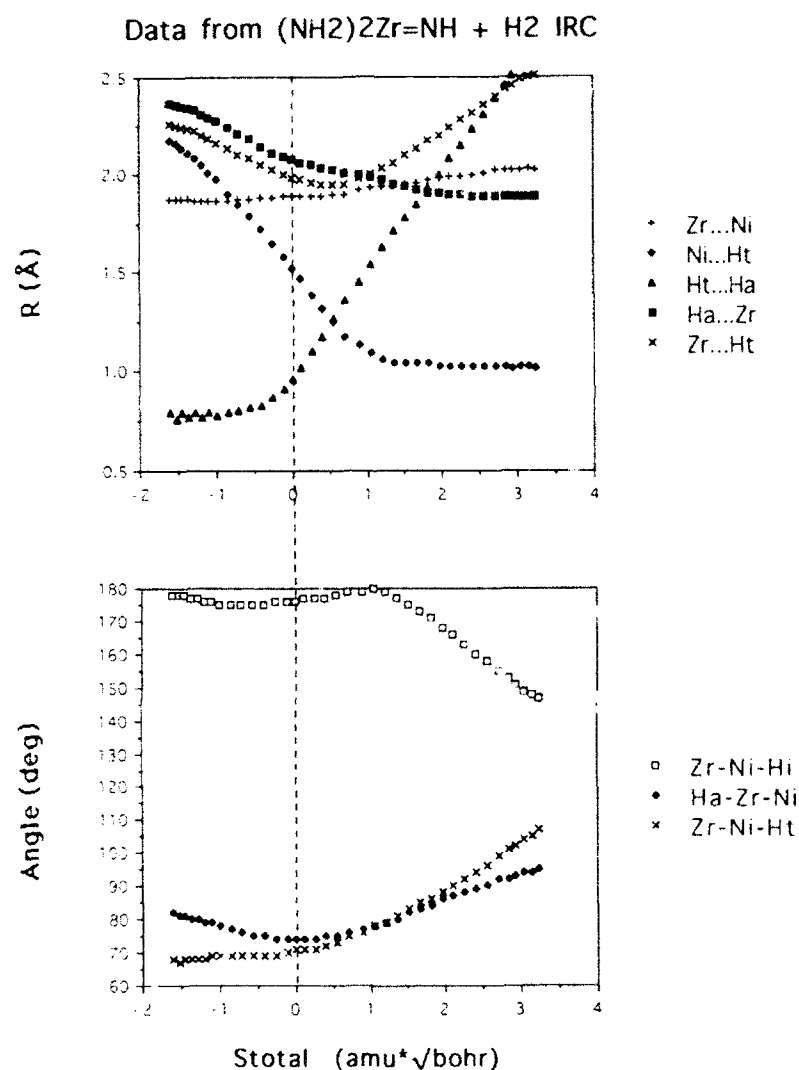 Data from (NH2)2Zr=NH + H2 IRC
2.5
2.0
1.5
1.0
0.5
R (Å)
-2 -1 0 1 2 3 4
Zr...Ni
Ni...Ht
Ht...Ha
Ha...Zr
Zr...Ht
180
170
160
150
140
130
120
110
100
90
80
70
60
Angle (deg)
-2 -1 0 1 2 3 4
Zr-Ni-Hi
Ha-Zr-Ni
Zr-Ni-Ht
Stotal (amu*√bohr)